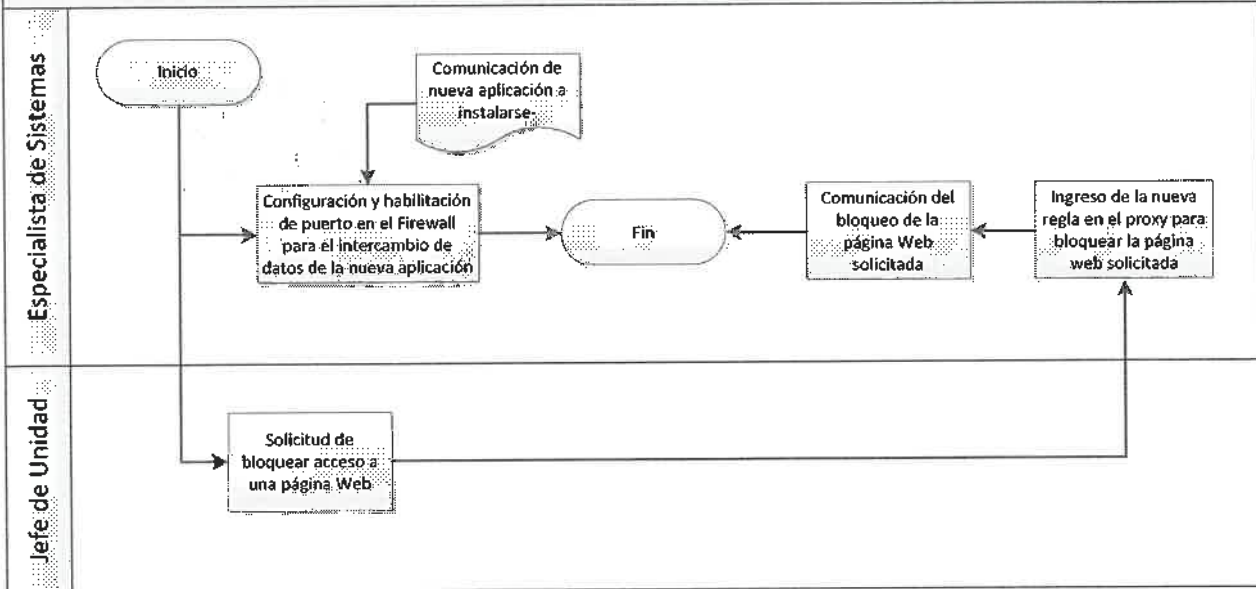 Especialista de Sistemas
Inicio
Comunicación de
nueva aplicación a
instalarse
Configuración y habilitación
de puerto en el Firewall
para el intercambio de
datos de la nueva aplicación
Fin
Comunicación del
bloqueo de la
página Web
solicitada
Ingreso de la nueva
regla en el proxy para
bloquear la página
web solicitada
Jefe de Unidad
Solicitud de
bloquear acceso a
una página Web